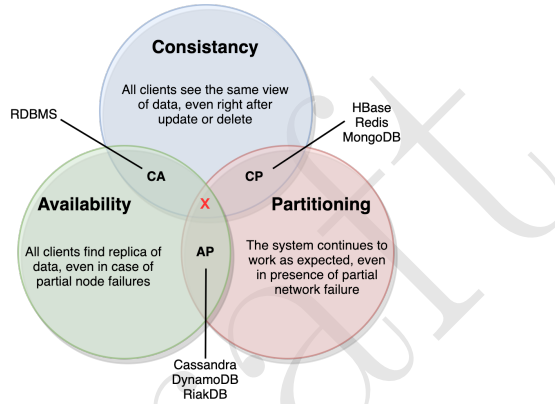 Consistancy
All clients see the same view
of data, even right after
update or delete
RDBMS
HBase
Redis
MongoDB
CA
CP
Availability
X
Partitioning
All clients find replica of
data, even in case of
partial node failures
AP
The system continues to
work as expected, even
in presence of partial
network failure
Cassandra
DynamoDB
RiakDB